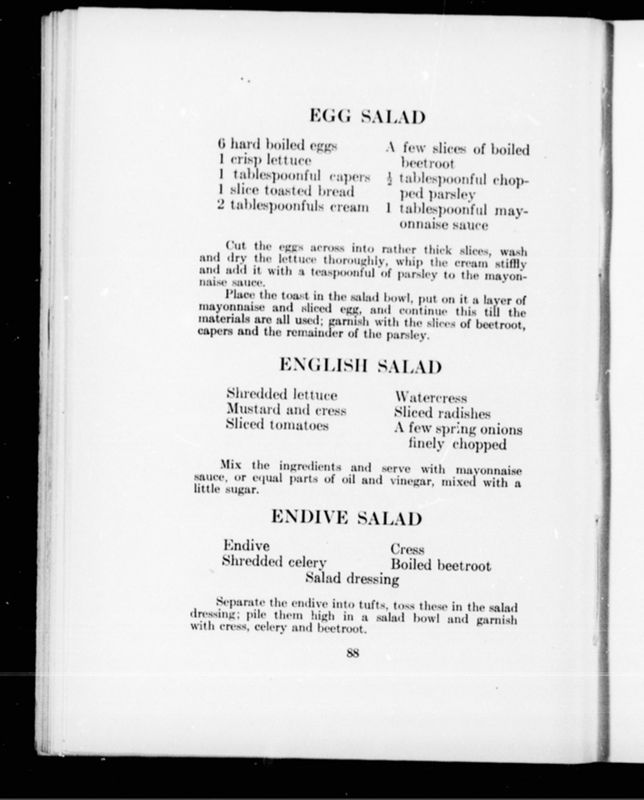 EGG SALAD
6 hard boiled eggs
1 crisp lettuce
1 tablespoonful capers
1 slice toasted bread
2 tablespoonfuls cream
A few slices of boiled
beetroot
½ tablespoonful chop-
ped parsley
1 tablespoonful may-
onnaise sauce
Cut the eggs across into rather thick slices, wash
and dry the lettuce thoroughly, whip the cream stiffly
and add it with a teaspoonful of parsley to the mayon-
naise sauce.
Place the toast in the salad bowl, put on it a layer of
mayonnaise and sliced egg, and continue this till the
materials are all used; garnish with the slices of beetroot,
capers and the remainder of the parsley.
ENGLISH SALAD
Shredded lettuce
Mustard and cress
Sliced tomatoes
Watercress
Sliced radishes
A few spring onions
finely chopped
Mix the ingredients and serve with mayonnaise
sauce, or equal parts of oil and vinegar, mixed with a
little sugar.
ENDIVE SALAD
Endive
Shredded celery
Cress
Boiled beetroot
Salad dressing
Separate the endive into tufts, toss these in the salad
dressing; pile them high in a salad bowl and garnish
with cress, celery and beetroot.
88